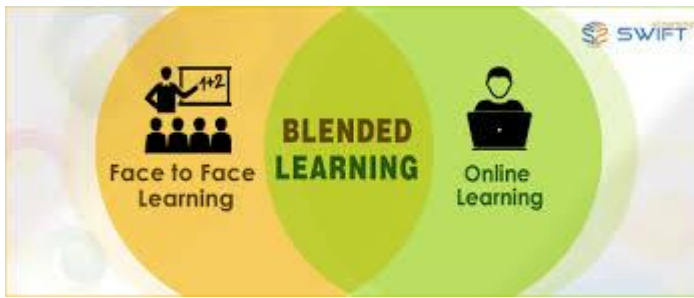 SWIFT
1+2
BLENDED
LEARNING
Face to Face
Learning
Online
Learning